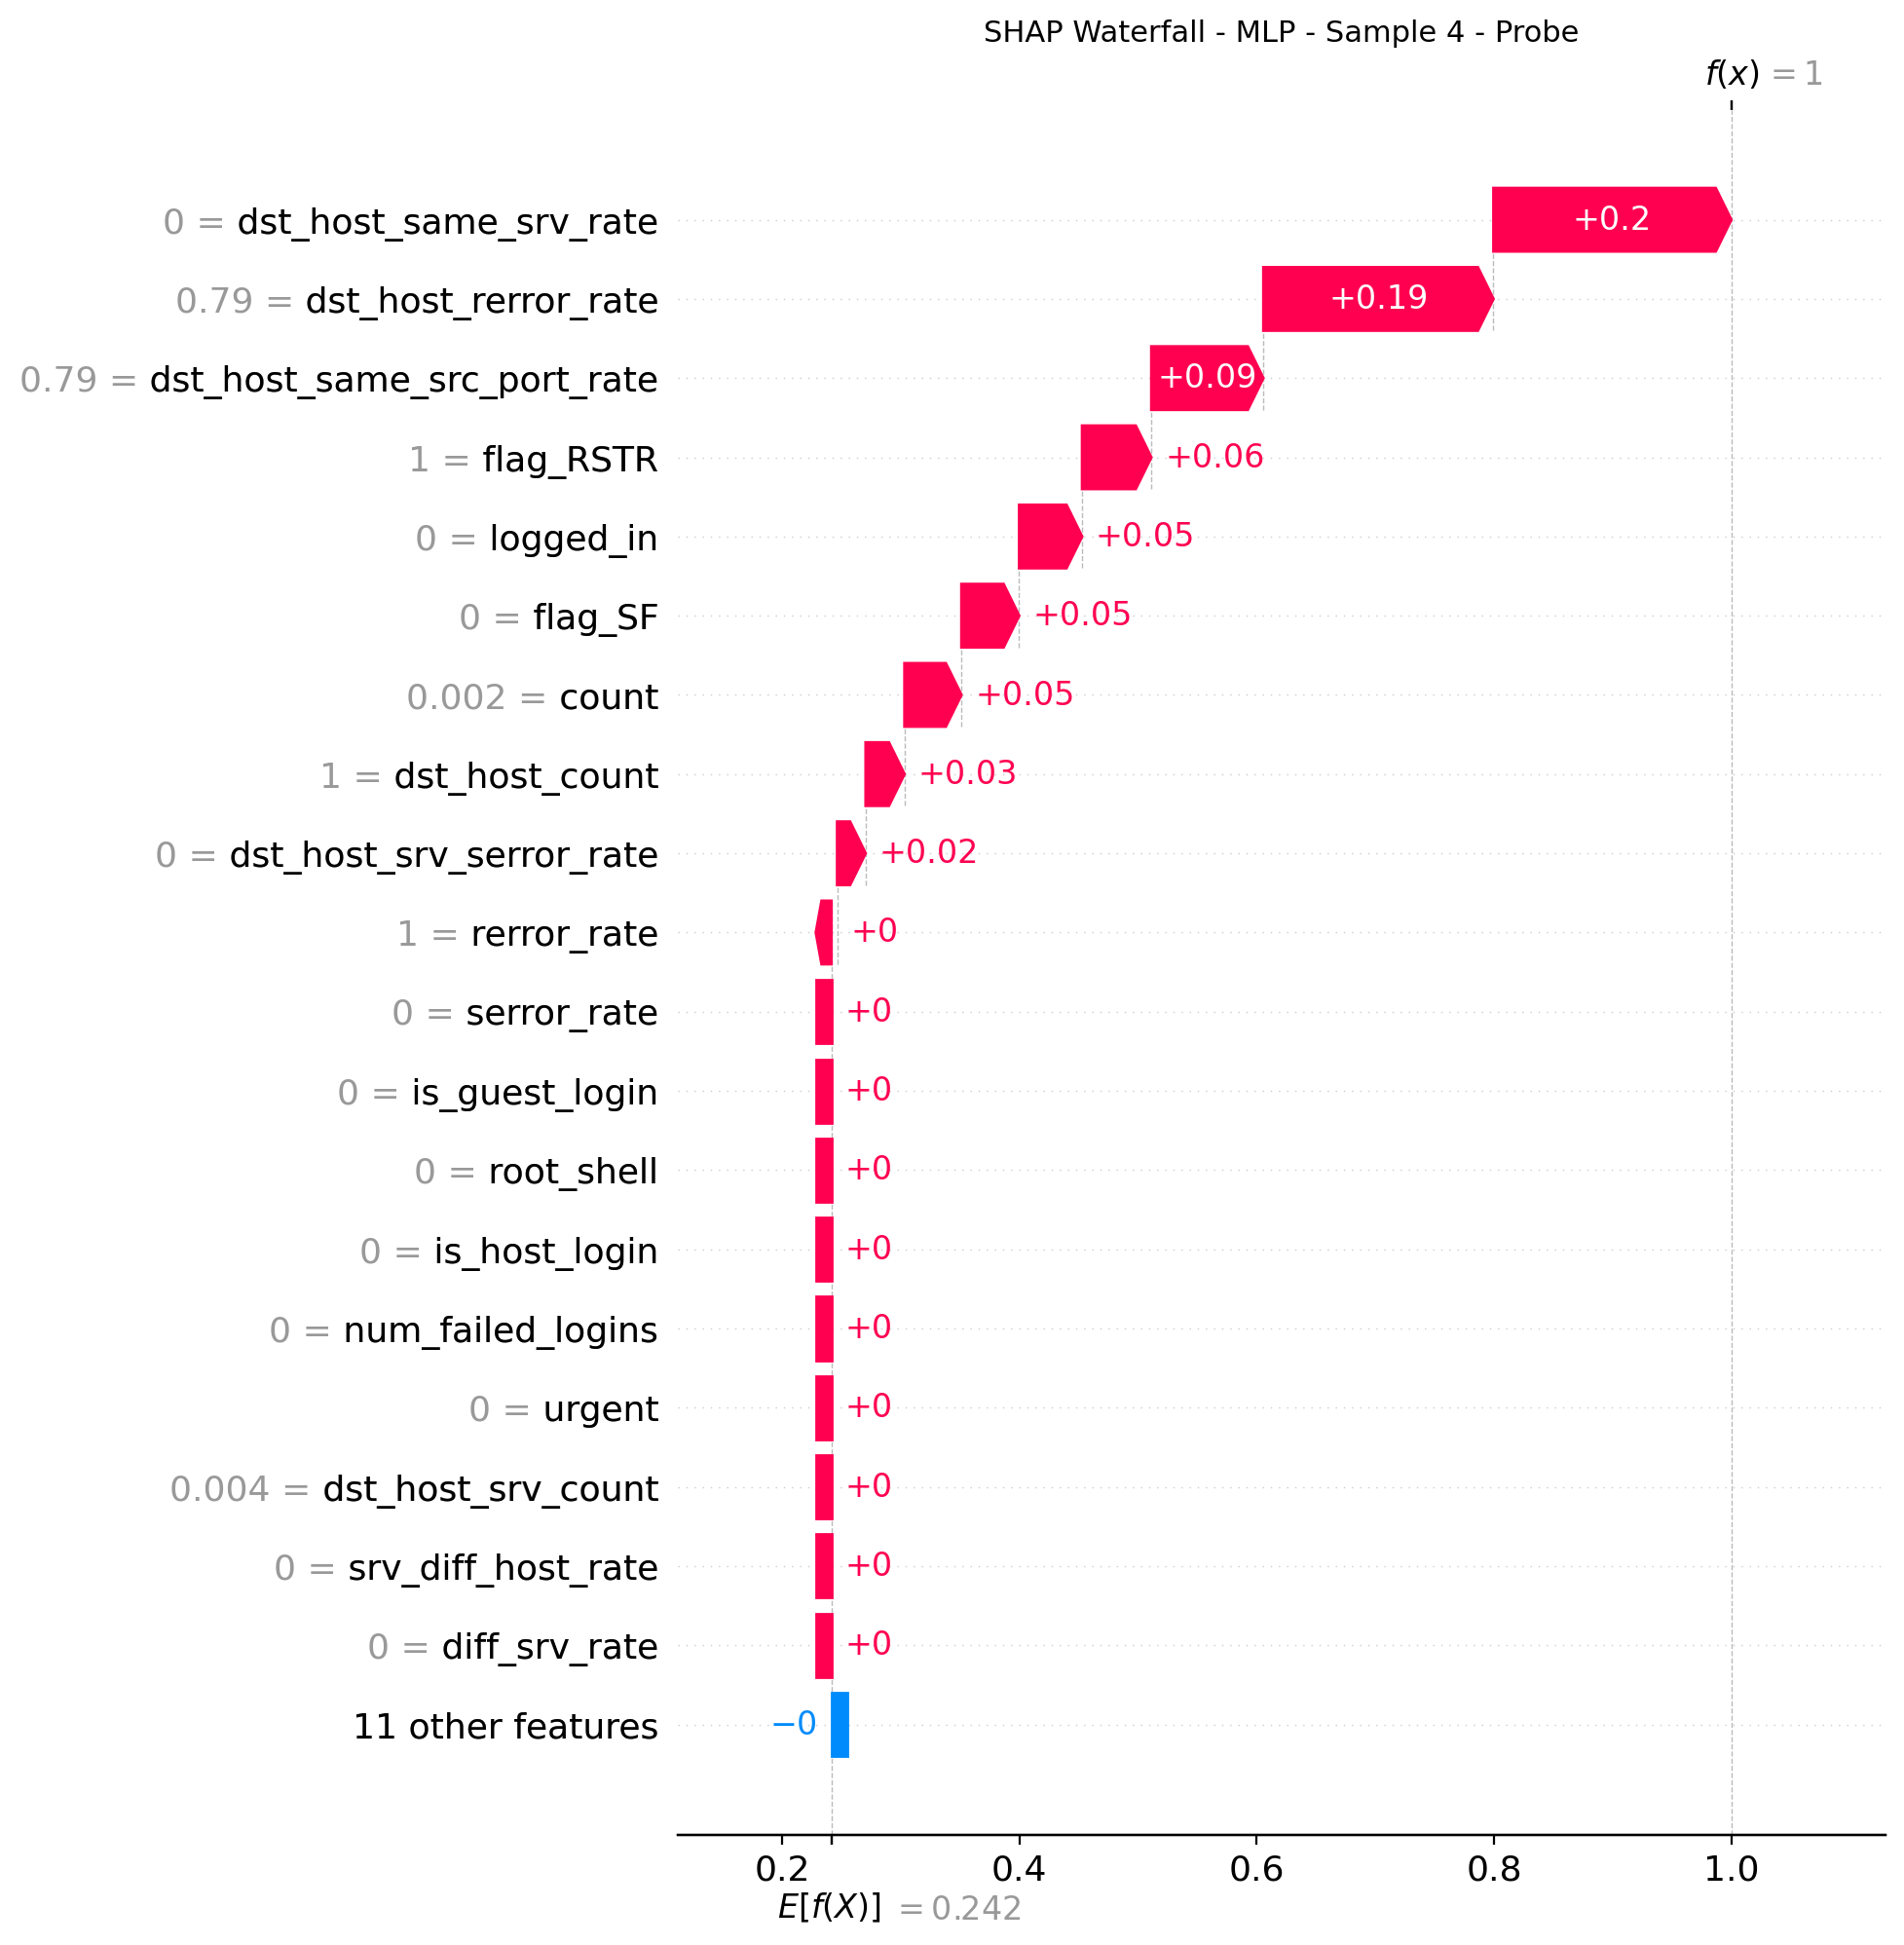 SHAP Waterfall - MLP - Sample 4 - Probe
f(x) = 1
0 = dst_host_same_srv_rate +0.2
0.79 = dst_host_rerror_rate +0.19
0.79 = dst_host_same_src_port_rate +0.09
1 = flag_RSTR +0.06
0 = logged_in +0.05
0 = flag_SF +0.05
0.002 = count +0.05
1 = dst_host_count +0.03
0 = dst_host_srv_serror_rate +0.02
1 = rerror_rate +0
0 = serror_rate +0
0 = is_guest_login +0
0 = root_shell +0
0 = is_host_login +0
0 = num_failed_logins +0
0 = urgent +0
0.004 = dst_host_srv_count +0
0 = srv_diff_host_rate +0
0 = diff_srv_rate +0
11 other features −0
0.2 0.4 0.6 0.8 1.0
E[f(X)] = 0.242